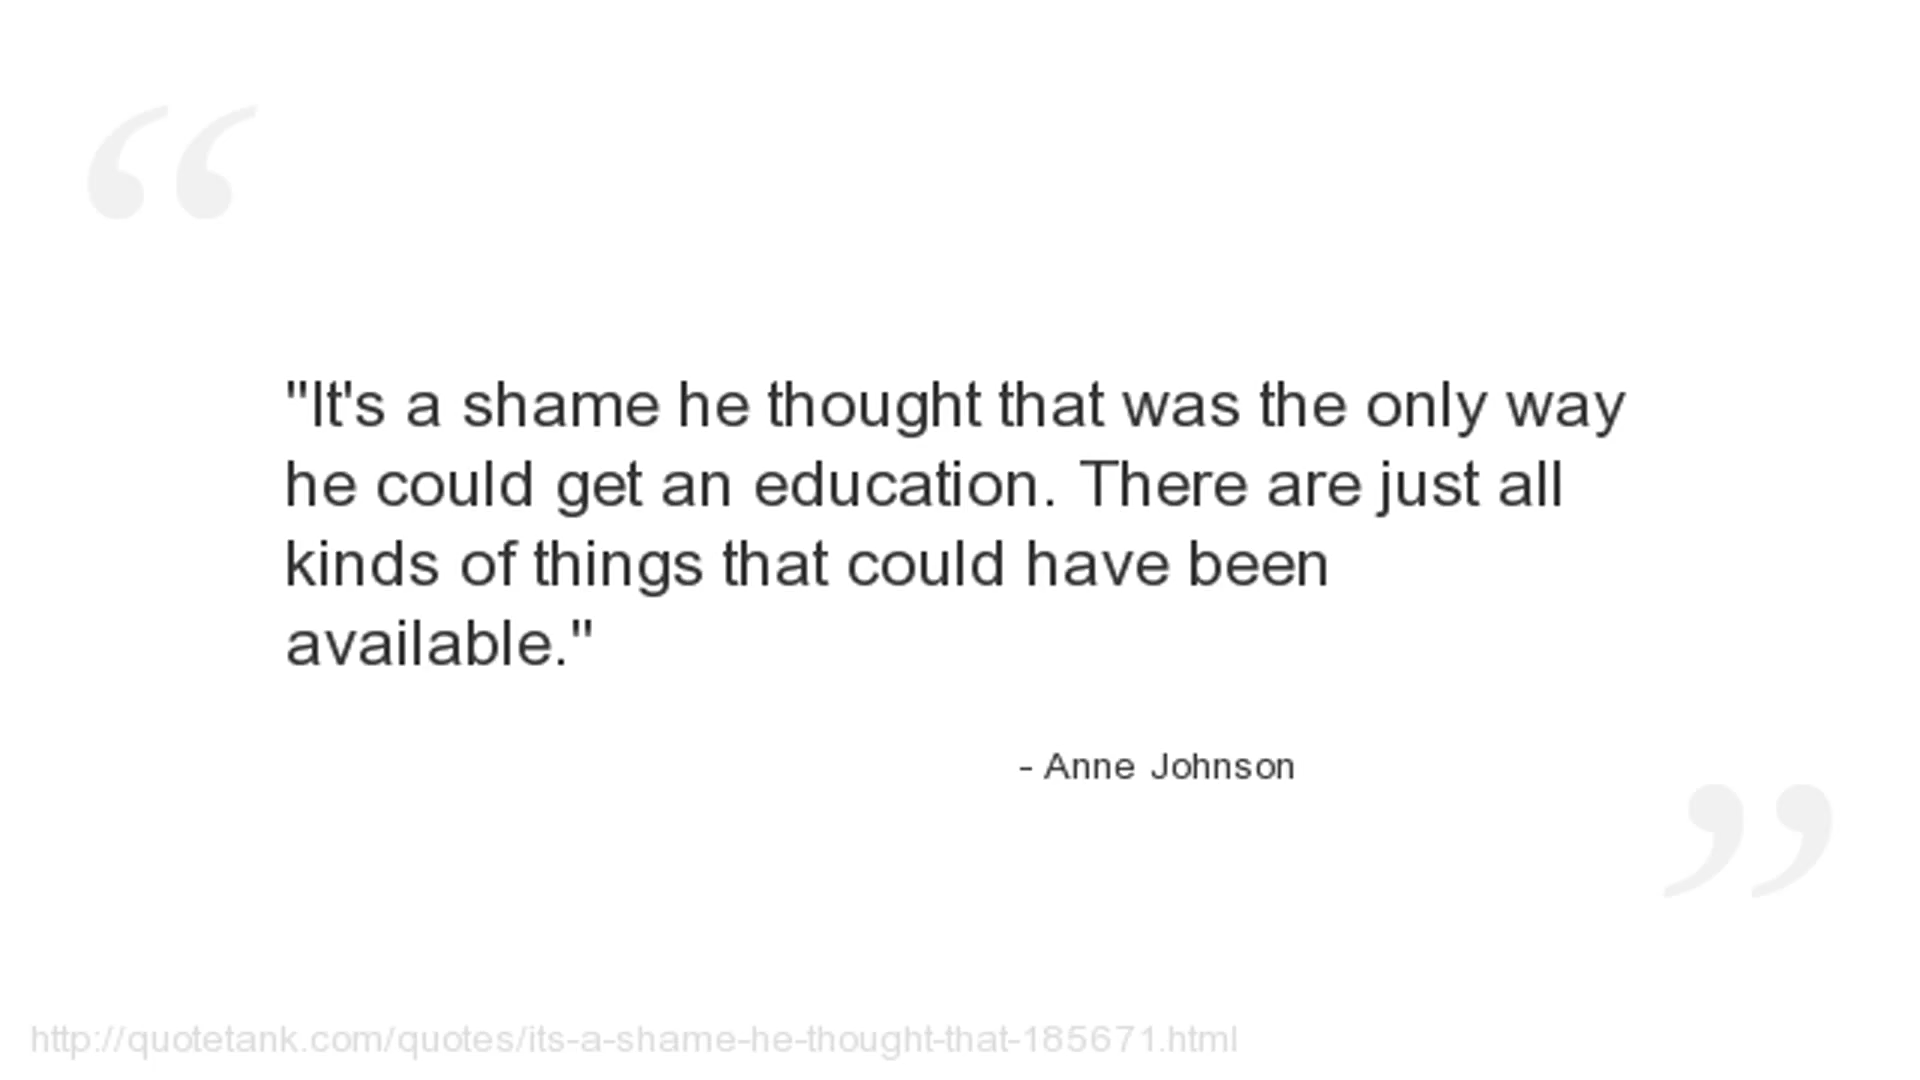 "It's a shame he thought that was the only way
he could get an education. There are just all
kinds of things that could have been
available."
- Anne Johnson
http://quotetank.com/quotes/its-a-shame-he-thought-that-185671.html